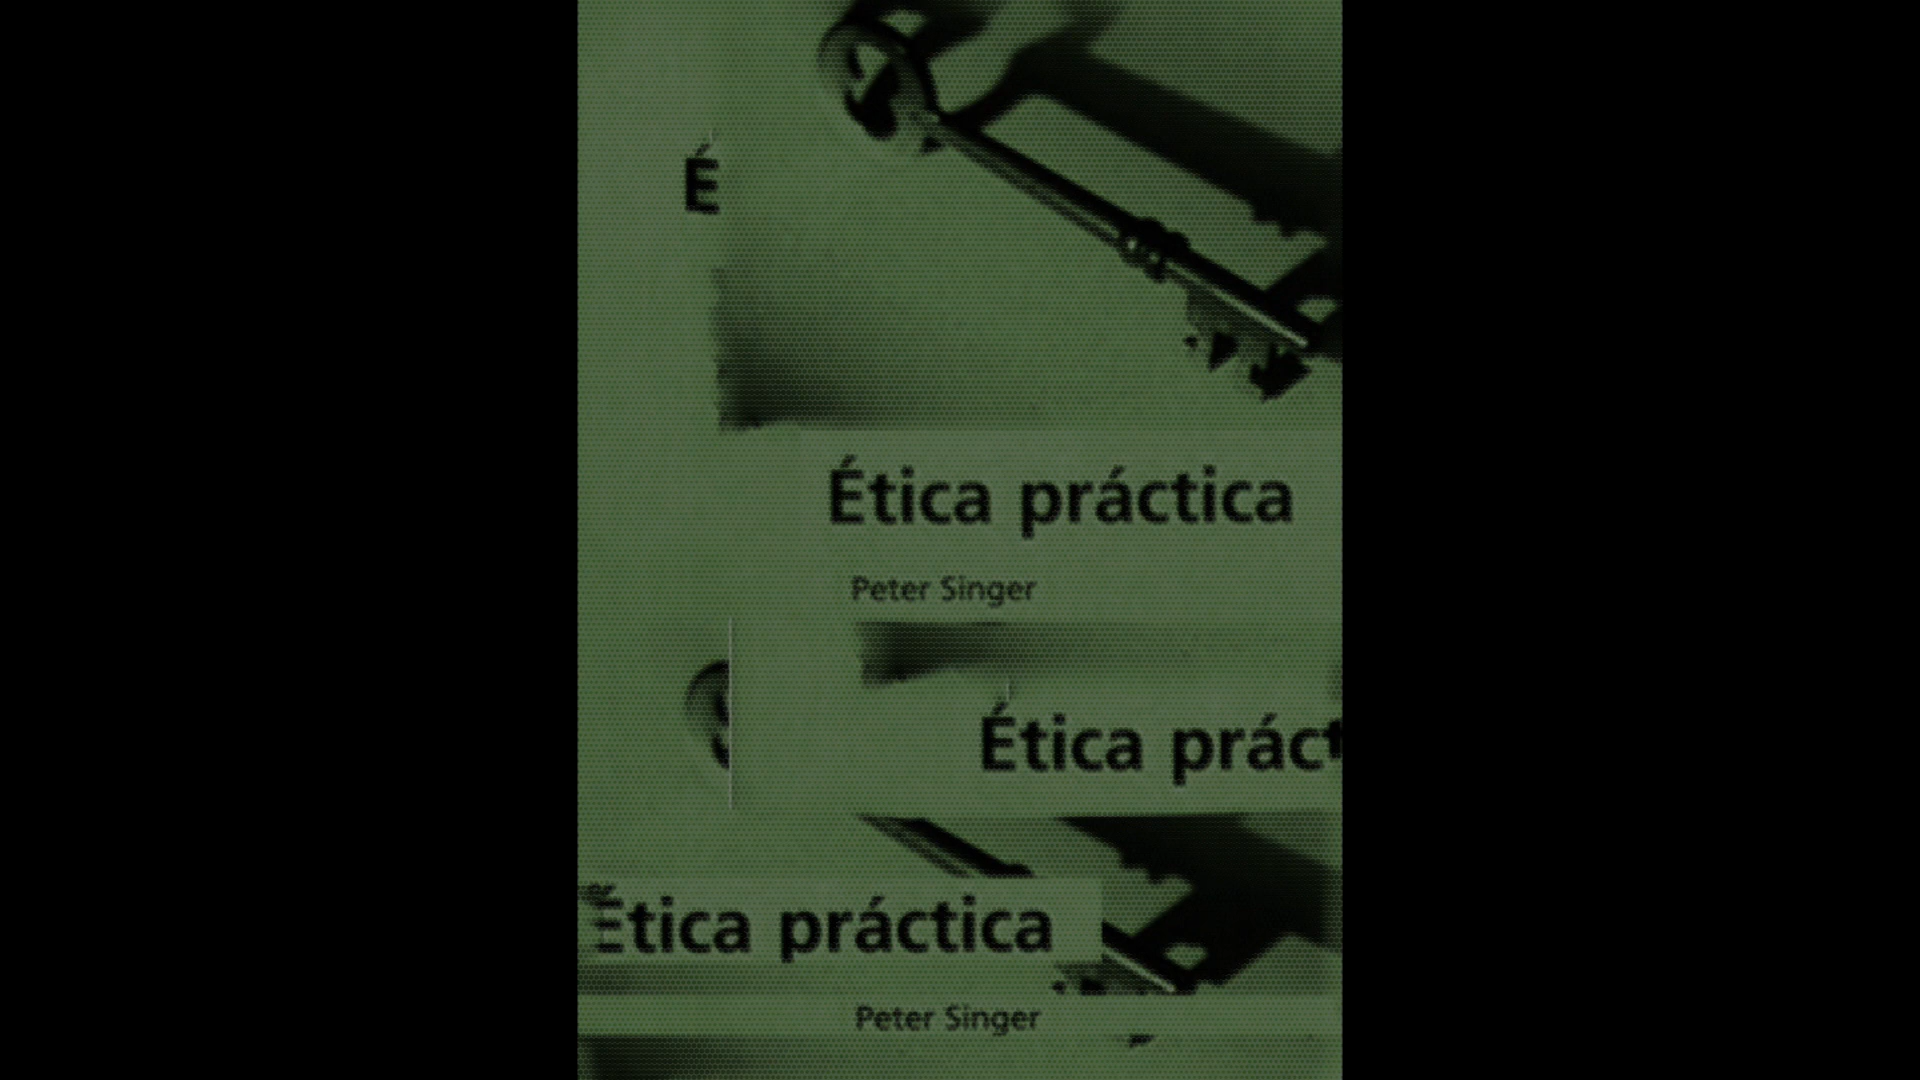 É
Ética práctica
Peter Singer
Ética práct
Ética práctica
Peter Singer